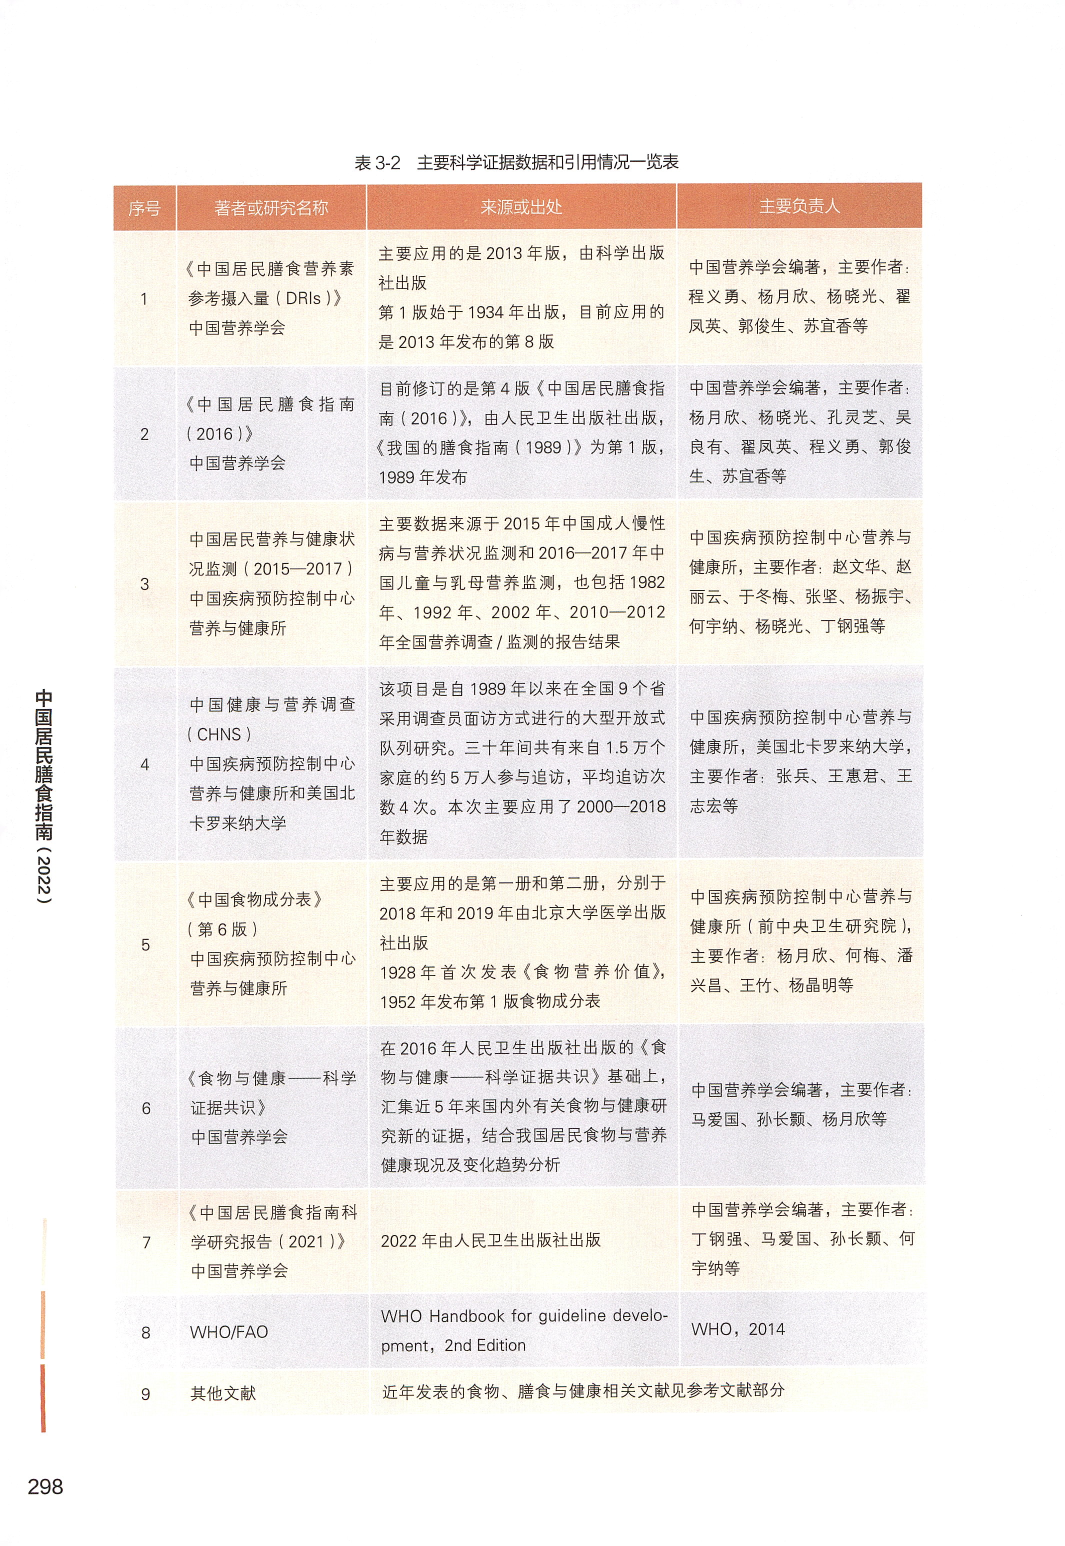 表 3-2　主要科学证据数据和引用情况一览表
序号
著者或研究名称
来源或出处
主要负责人
1
《中国居民膳食营养素
参考摄入量（DRIs）》
中国营养学会
主要应用的是 2013 年版，由科学出版
社出版
第 1 版始于 1934 年出版，目前应用的
是 2013 年发布的第 8 版
中国营养学会编著，主要作者：
程义勇、杨月欣、杨晓光、翟
凤英、郭俊生、苏宜香等
2
《中国居民膳食指南
（2016）》
中国营养学会
目前修订的是第 4 版《中国居民膳食指
南（2016）》，由人民卫生出版社出版，
《我国的膳食指南（1989）》为第 1 版，
1989 年发布
中国营养学会编著，主要作者：
杨月欣、杨晓光、孔灵芝、吴
良有、翟凤英、程义勇、郭俊
生、苏宜香等
3
中国居民营养与健康状
况监测（2015—2017）
中国疾病预防控制中心
营养与健康所
主要数据来源于 2015 年中国成人慢性
病与营养状况监测和 2016—2017 年中
国儿童与乳母营养监测，也包括 1982
年、1992 年、2002 年、2010—2012
年全国营养调查 / 监测的报告结果
中国疾病预防控制中心营养与
健康所，主要作者：赵文华、赵
丽云、于冬梅、张坚、杨振宇、
何宇纳、杨晓光、丁钢强等
4
中国健康与营养调查
（CHNS）
中国疾病预防控制中心
营养与健康所和美国北
卡罗来纳大学
该项目是自 1989 年以来在全国 9 个省
采用调查员面访方式进行的大型开放式
队列研究。三十年间共有来自 1.5 万个
家庭的约 5 万人参与追访，平均追访次
数 4 次。本次主要应用了 2000—2018
年数据
中国疾病预防控制中心营养与
健康所，美国北卡罗来纳大学，
主要作者：张兵、王惠君、王
志宏等
5
《中国食物成分表》
（第 6 版）
中国疾病预防控制中心
营养与健康所
主要应用的是第一册和第二册，分别于
2018 年和 2019 年由北京大学医学出版
社出版
1928 年首次发表《食物营养价值》，
1952 年发布第 1 版食物成分表
中国疾病预防控制中心营养与
健康所（前中央卫生研究院），
主要作者：杨月欣、何梅、潘
兴昌、王竹、杨晶明等
6
《食物与健康——科学
证据共识》
中国营养学会
在 2016 年人民卫生出版社出版的《食
物与健康——科学证据共识》基础上，
汇集近 5 年来国内外有关食物与健康研
究新的证据，结合我国居民食物与营养
健康现况及变化趋势分析
中国营养学会编著，主要作者：
马爱国、孙长颢、杨月欣等
7
《中国居民膳食指南科
学研究报告（2021）》
中国营养学会
2022 年由人民卫生出版社出版
中国营养学会编著，主要作者：
丁钢强、马爱国、孙长颢、何
宇纳等
8
WHO/FAO
WHO Handbook for guideline develo-
pment，2nd Edition
WHO，2014
9
其他文献
近年发表的食物、膳食与健康相关文献见参考文献部分
中国居民膳食指南（2022）
298